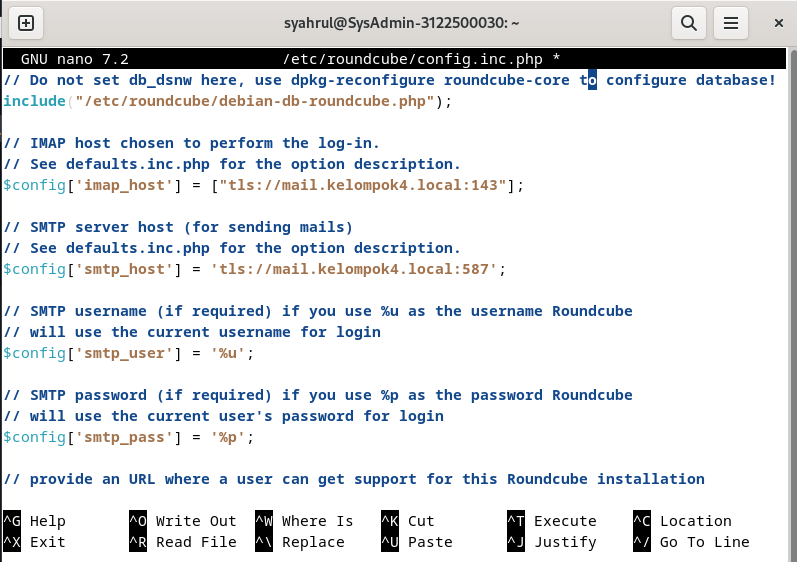 syahrul@SysAdmin-3122500030: ~
GNU nano 7.2 /etc/roundcube/config.inc.php *
// Do not set db_dsnw here, use dpkg-reconfigure roundcube-core to configure database!
include("/etc/roundcube/debian-db-roundcube.php");
// IMAP host chosen to perform the log-in.
// See defaults.inc.php for the option description.
$config['imap_host'] = ["tls://mail.kelompok4.local:143"];
// SMTP server host (for sending mails)
// See defaults.inc.php for the option description.
$config['smtp_host'] = 'tls://mail.kelompok4.local:587';
// SMTP username (if required) if you use %u as the username Roundcube
// will use the current username for login
$config['smtp_user'] = '%u';
// SMTP password (if required) if you use %p as the password Roundcube
// will use the current user's password for login
$config['smtp_pass'] = '%p';
// provide an URL where a user can get support for this Roundcube installation
^G Help ^O Write Out ^W Where Is ^K Cut ^T Execute ^C Location
^X Exit ^R Read File ^\ Replace ^U Paste ^J Justify ^/ Go To Line